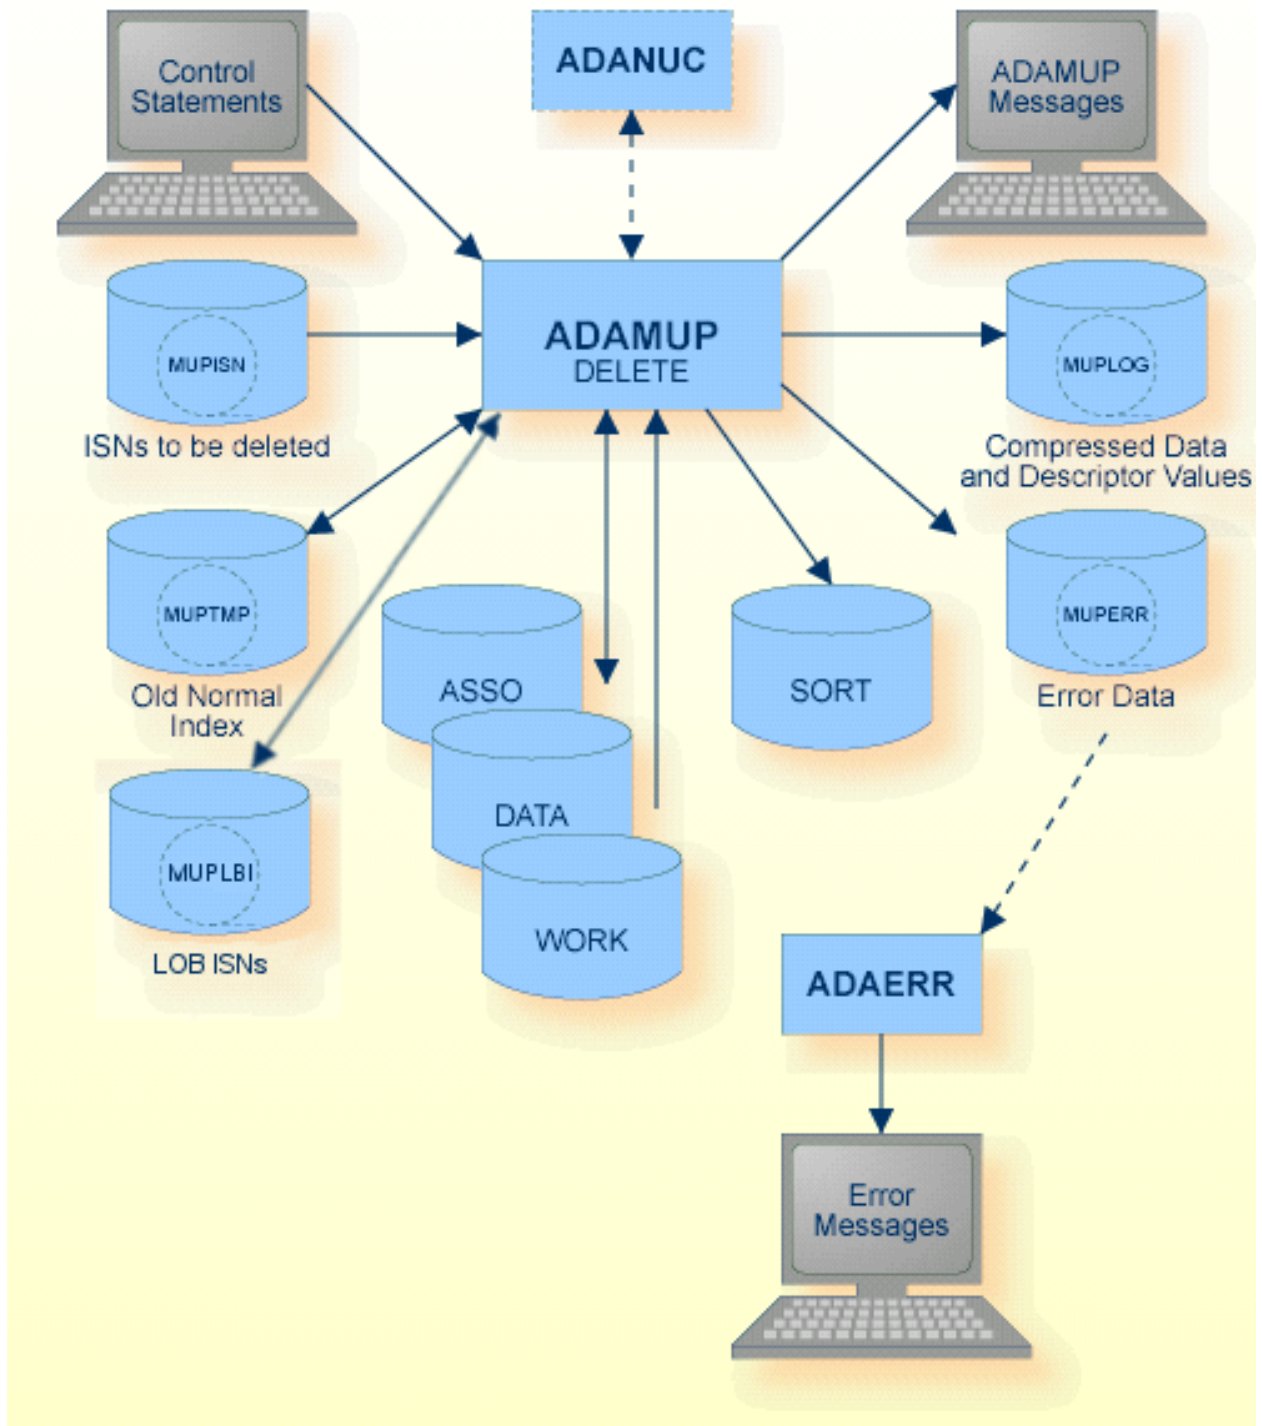 Control
Statements
ADANUC
ADAMUP
Messages
ADAMUP
DELETE
MUPISN
ISNs to be deleted
MUPLOG
Compressed Data
and Descriptor Values
MUPTMP
Old Normal
Index
ASSO
DATA
WORK
SORT
MUPERR
Error Data
MUPLBI
LOB ISNs
ADAERR
Error
Messages